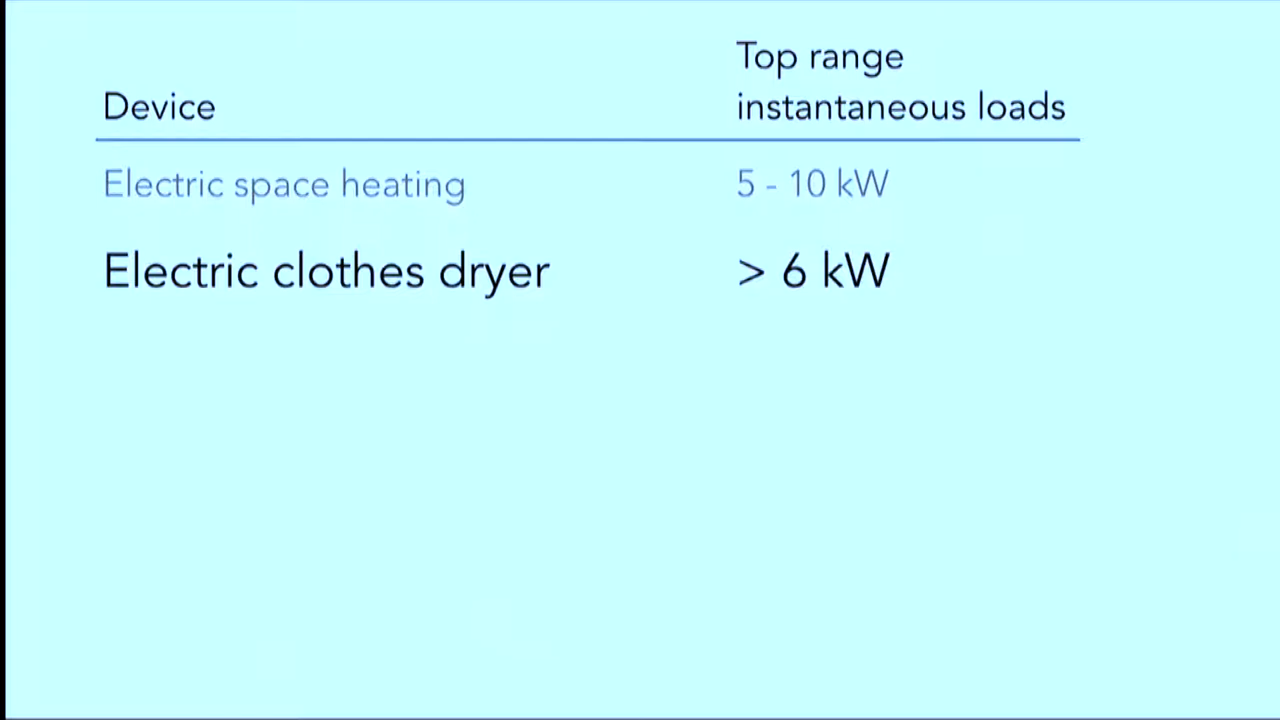 Device
Top range
instantaneous loads
Electric space heating
5 - 10 kW
Electric clothes dryer
> 6 kW